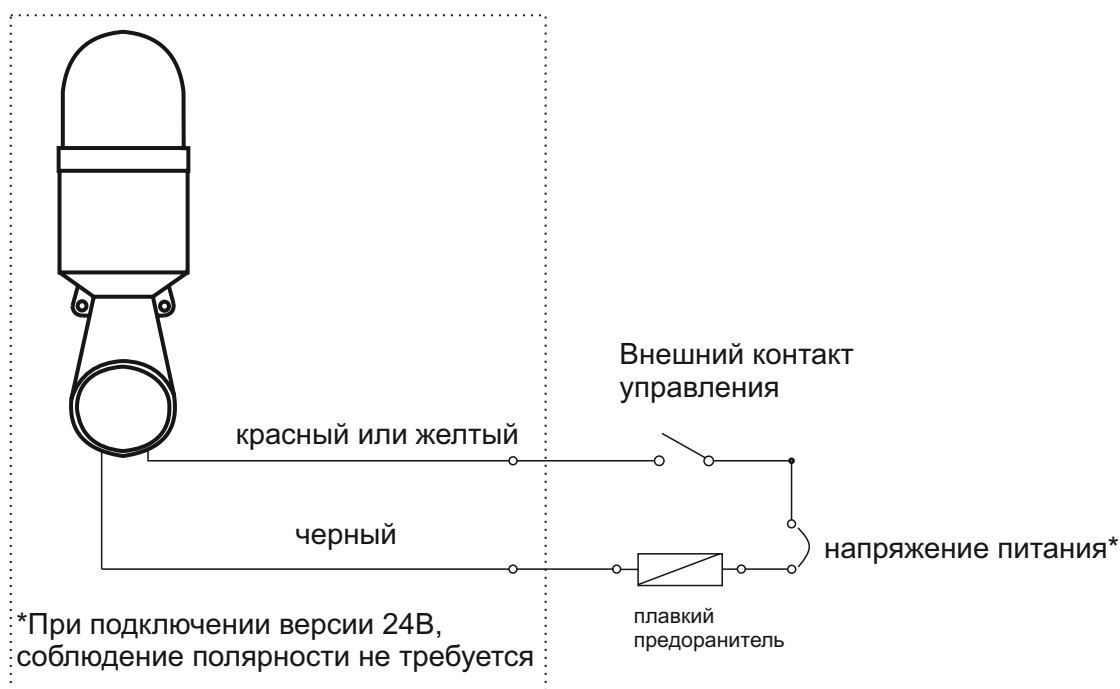 Внешний контакт
управления
красный или желтый
черный
напряжение питания*
плавкий
предоранитель
*При подключении версии 24В,
соблюдение полярности не требуется